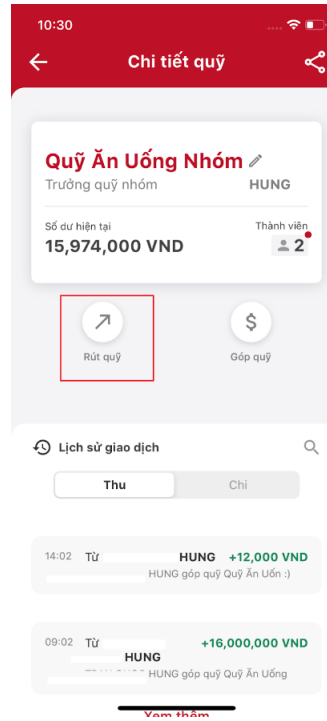 10:30
Chi tiết quỹ
Quỹ Ăn Uống Nhóm
Trưởng quỹ nhóm HUNG
Số dư hiện tại Thành viên
15,974,000 VND 2
Rút quỹ Góp quỹ
Lịch sử giao dịch
Thu Chi
14:02 Từ HUNG +12,000 VND
HUNG góp quỹ Quỹ Ăn Uốn :)
09:02 Từ +16,000,000 VND
HUNG
HUNG góp quỹ Quỹ Ăn Uống
Xem thêm